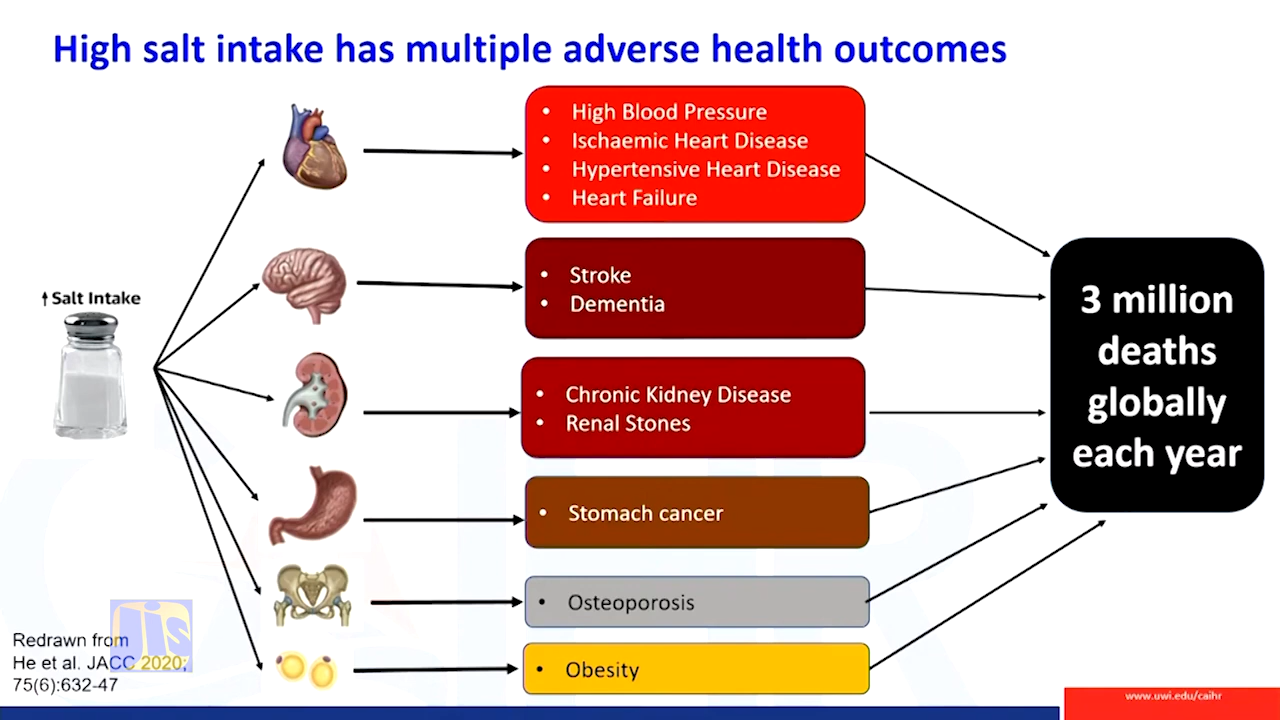 High salt intake has multiple adverse health outcomes
• High Blood Pressure
• Ischaemic Heart Disease
• Hypertensive Heart Disease
• Heart Failure
• Stroke
• Dementia
↑Salt Intake
3 million
deaths
globally
each year
• Chronic Kidney Disease
• Renal Stones
• Stomach cancer
• Osteoporosis
• Obesity
jis
Redrawn from
He et al. JACC 2020;
75(6):632-47
www.uwi.edu/caihr